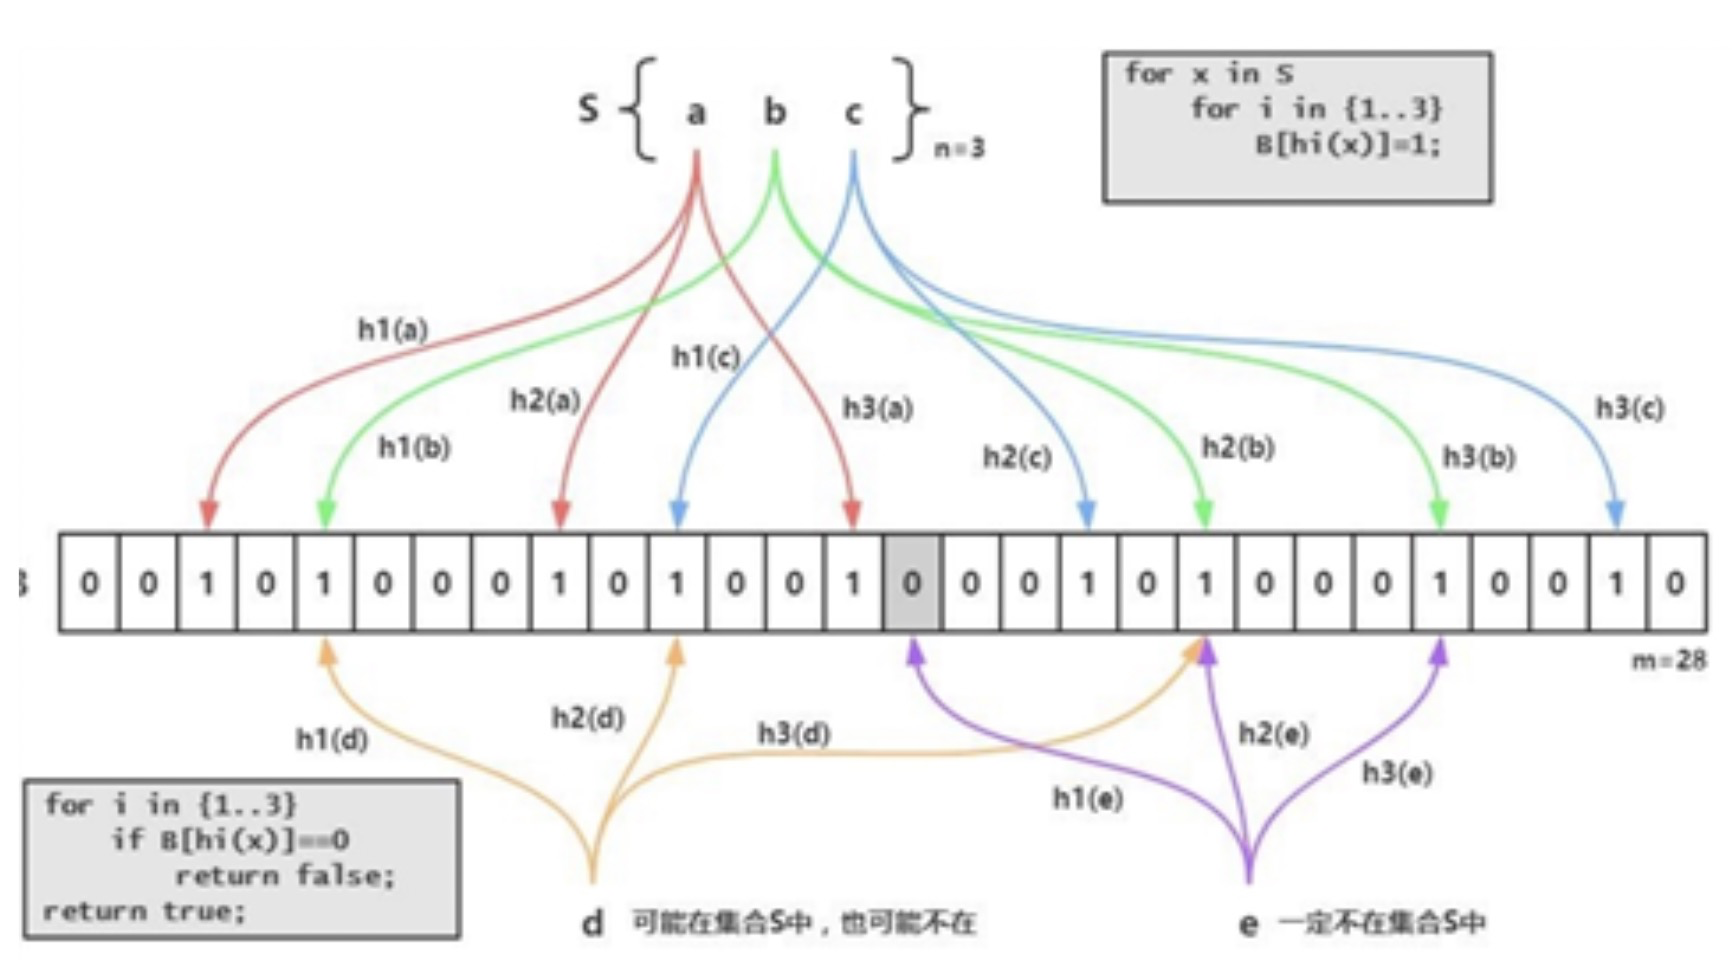 S { a b c } n=3
for x in S
for i in {1..3}
B[hi(x)]=1;
h1(a)
h1(c)
h2(a)
h3(a)
h3(c)
h1(b)
h2(c)
h2(b)
h3(b)
0 0 1 0 1 0 0 0 1 0 1 0 0 1 0 0 0 1 0 1 0 0 0 1 0 0 1 0
m=28
h1(d)
h2(d)
h3(d)
h2(e)
h3(e)
h1(e)
for i in {1..3}
if B[hi(x)]==0
return false;
return true;
d 可能在集合S中，也可能不在
e 一定不在集合S中